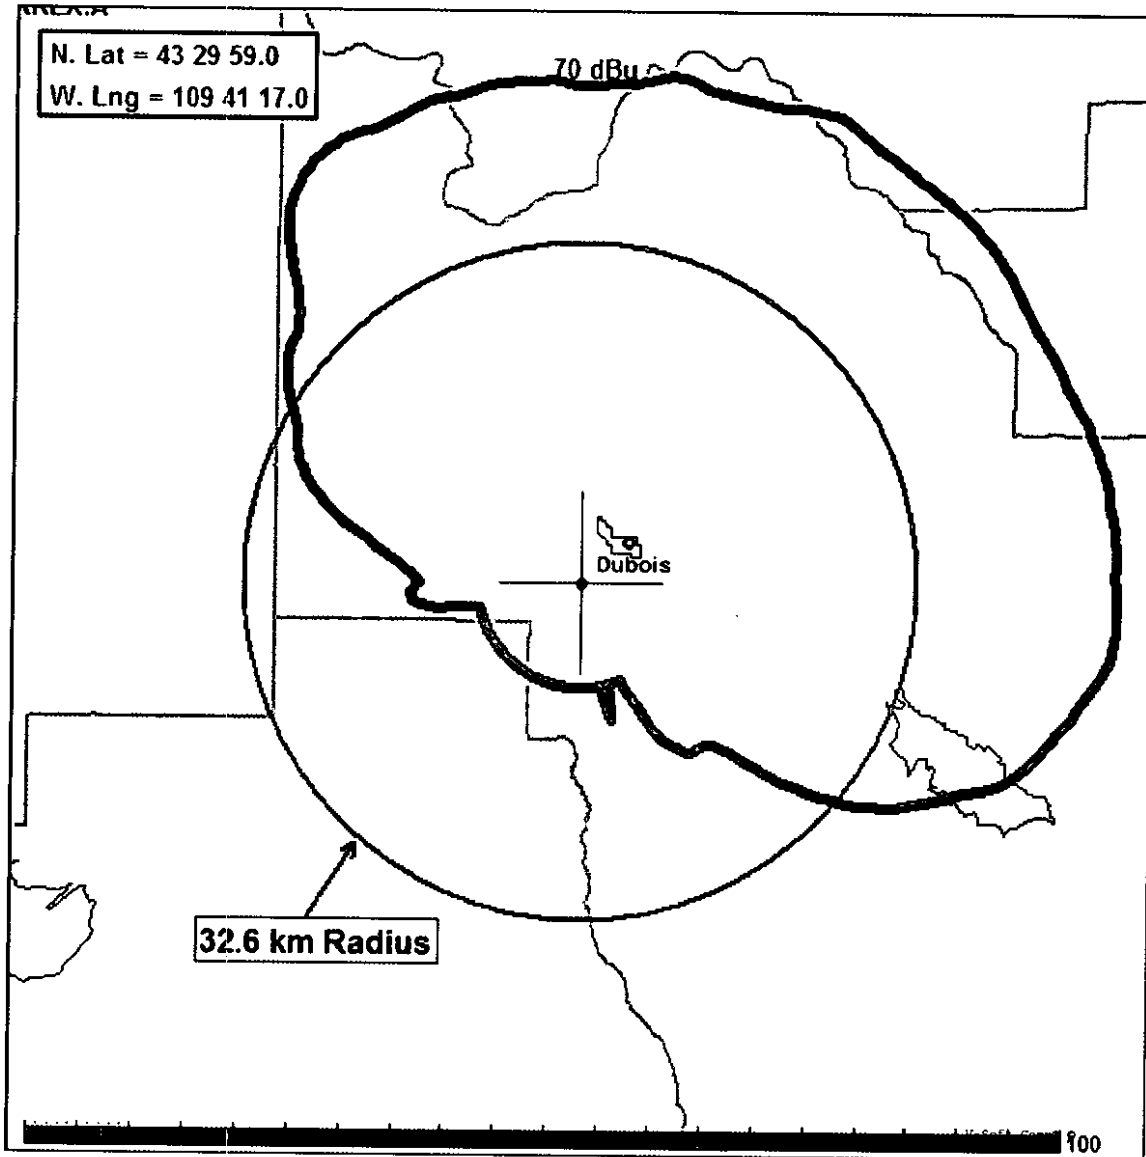 N. Lat = 43 29 59.0
W. Lng = 109 41 17.0
70 dBu
Dubois
32.6 km Radius
100